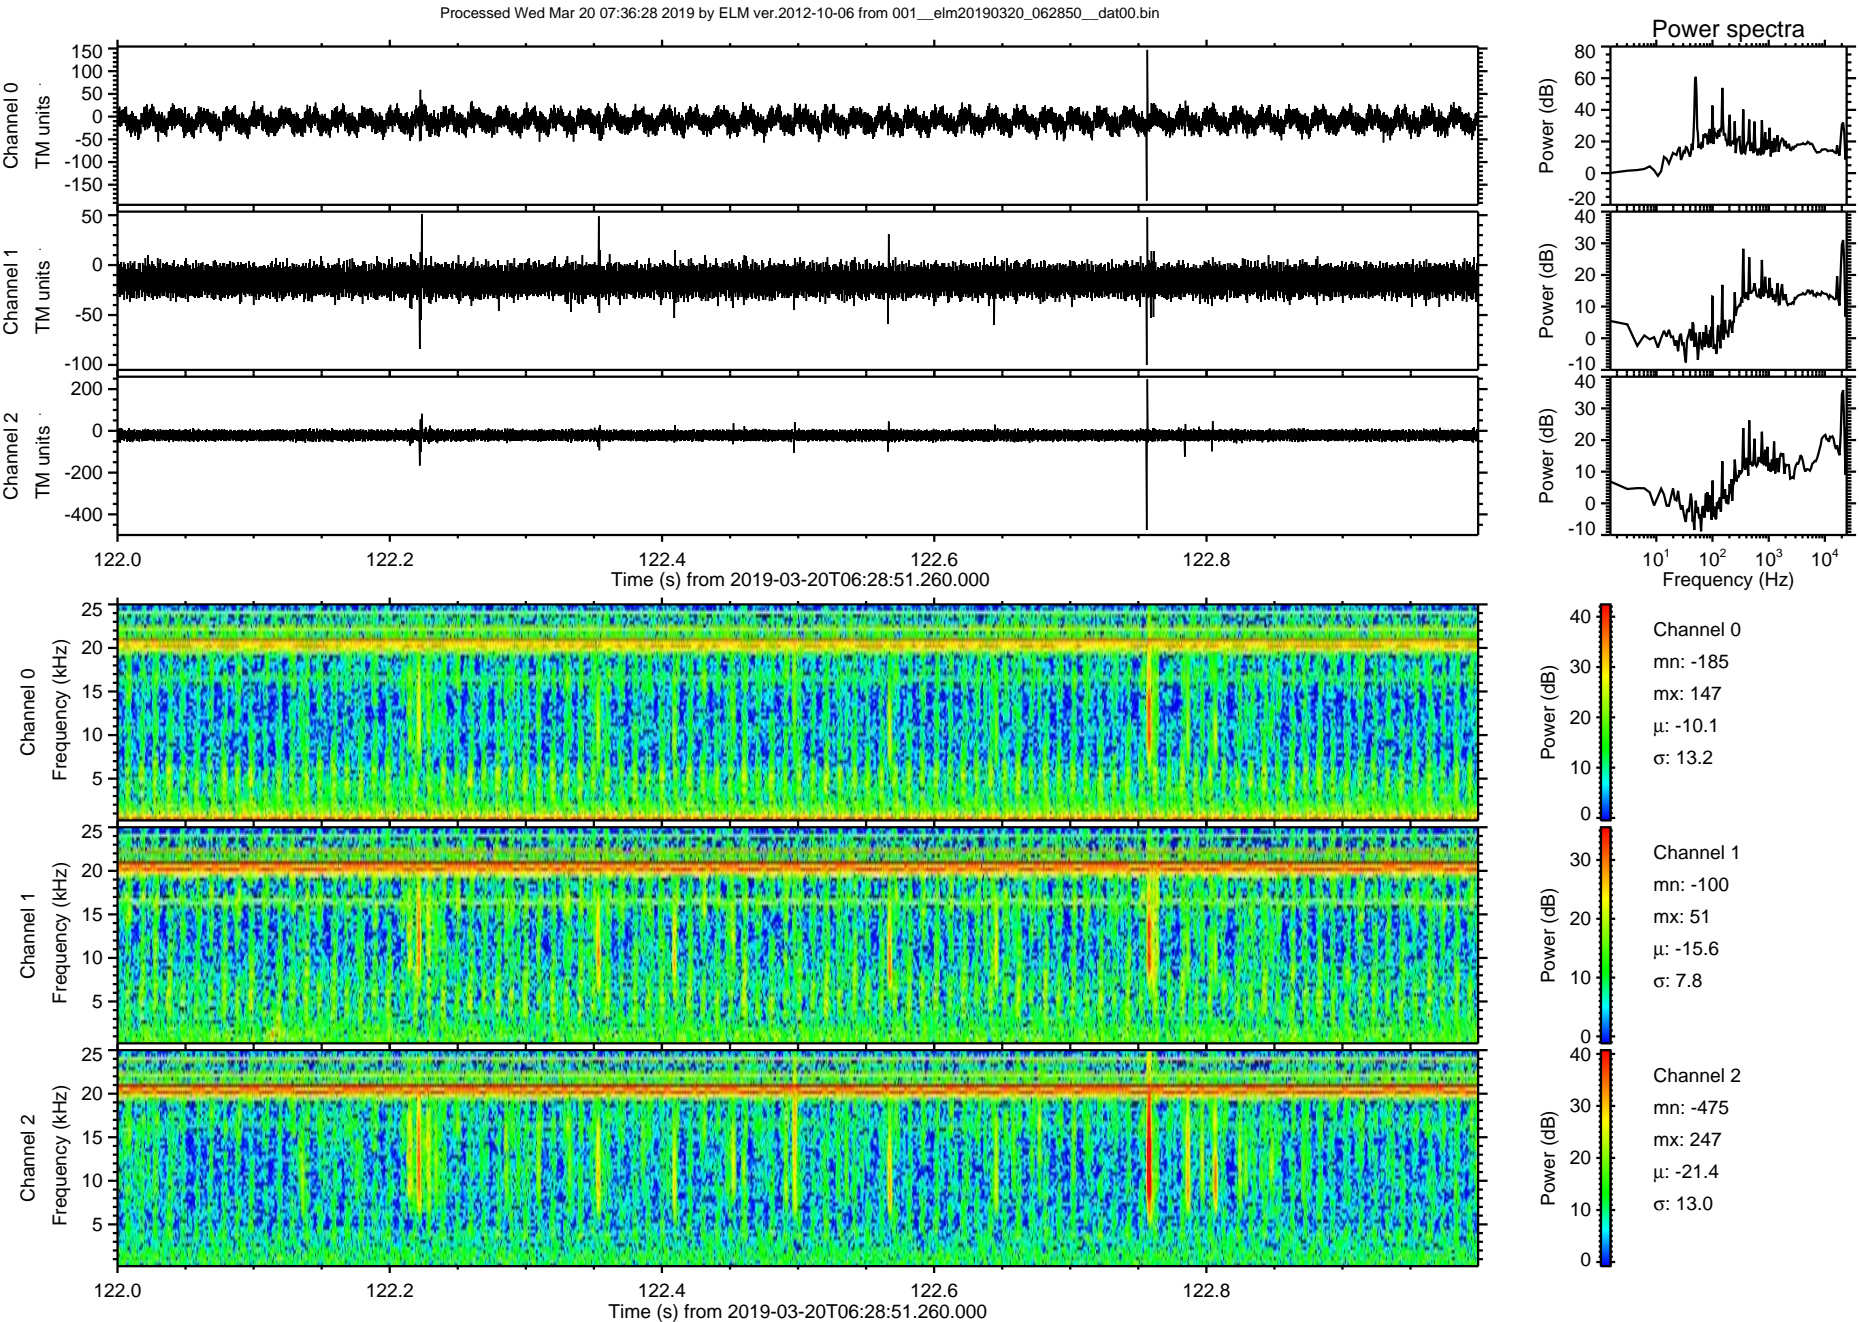 Processed Wed Mar 20 07:36:28 2019 by ELM ver.2012-10-06 from 001__elm20190320_062850__dat00.bin
Power spectra
Channel 0
TM units
150
100
50
0
-50
-100
-150
Power (dB)
80
60
40
20
0
-20
Channel 1
TM units
50
0
-50
-100
Power (dB)
40
30
20
10
0
-10
Channel 2
TM units
200
0
-200
-400
Power (dB)
40
30
20
10
0
-10
122.0 122.2 122.4 122.6 122.8
Time (s) from 2019-03-20T06:28:51.260.000
10^1 10^2 10^3 10^4
Frequency (Hz)
Channel 0
Frequency (kHz)
25
20
15
10
5
Power (dB)
40
30
20
10
0
Channel 0
mn: -185
mx: 147
μ: -10.1
σ: 13.2
Channel 1
Frequency (kHz)
25
20
15
10
5
Power (dB)
30
20
10
0
Channel 1
mn: -100
mx: 51
μ: -15.6
σ: 7.8
Channel 2
Frequency (kHz)
25
20
15
10
5
Power (dB)
40
30
20
10
0
Channel 2
mn: -475
mx: 247
μ: -21.4
σ: 13.0
122.0 122.2 122.4 122.6 122.8
Time (s) from 2019-03-20T06:28:51.260.000